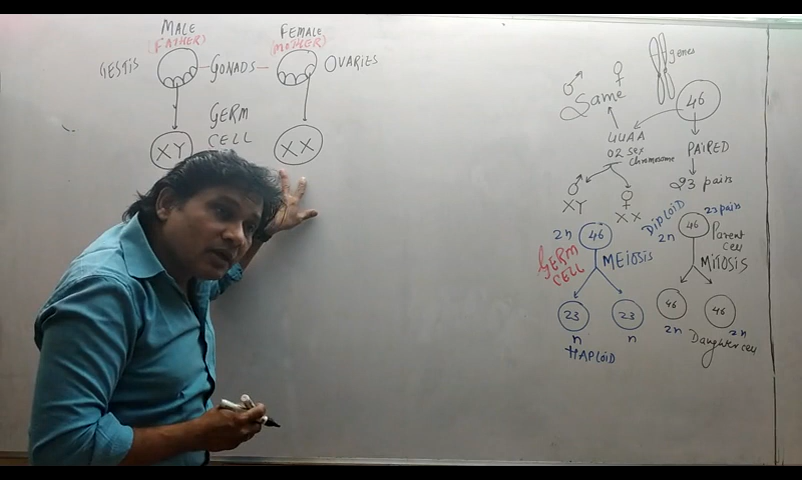 MALE
(FATHER)
FEMALE
(MOTHER)
TESTIS
GONADS
OVARIES
GERM
CELL
XY
XX
genes
46
♂ ♀
Same
44AA
02 SEX
Chromosome
PAIRED
23 pairs
♂
XY
♀
XX
2n
46
GERM
CELL
MEIOSIS
23
23
n
n
HAPLOID
DIPLOID
2n
23 pairs
46
Parent
cell
MITOSIS
46
46
2n
2n
Daughter cell